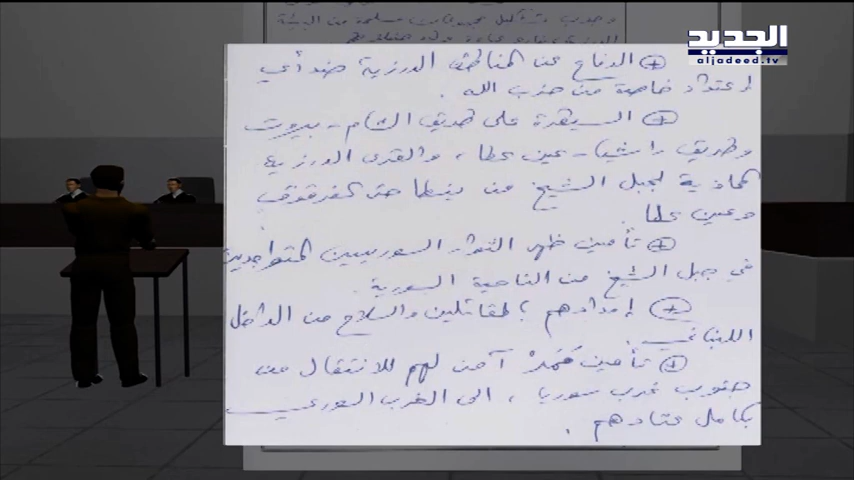 الجديد
aljadeed.tv
⊕ الدفاع عن المناطق الدرزية ضد أي
إعتداء خاصة من حزب الله .
⊕ السيطرة على طريق الشام - بيروت
وطريق راشيا - عين عطا ، والقرى الدرزية
المحاذية لجبل الشيخ من ينطا حتى كفرقوق
وعين عطا .
⊕ تأمين ظهر الثوار السوريين المتواجدين
في جبل الشيخ من الناحية السورية .
⊕ إمدادهم بالمقاتلين والسلاح من الداخل
اللبناني .
⊕ تأمين مَمَرْ آمن لهم للانتقال من
جنوب غرب سوريا ، الى الغرب السوري
بكامل عتادهم .